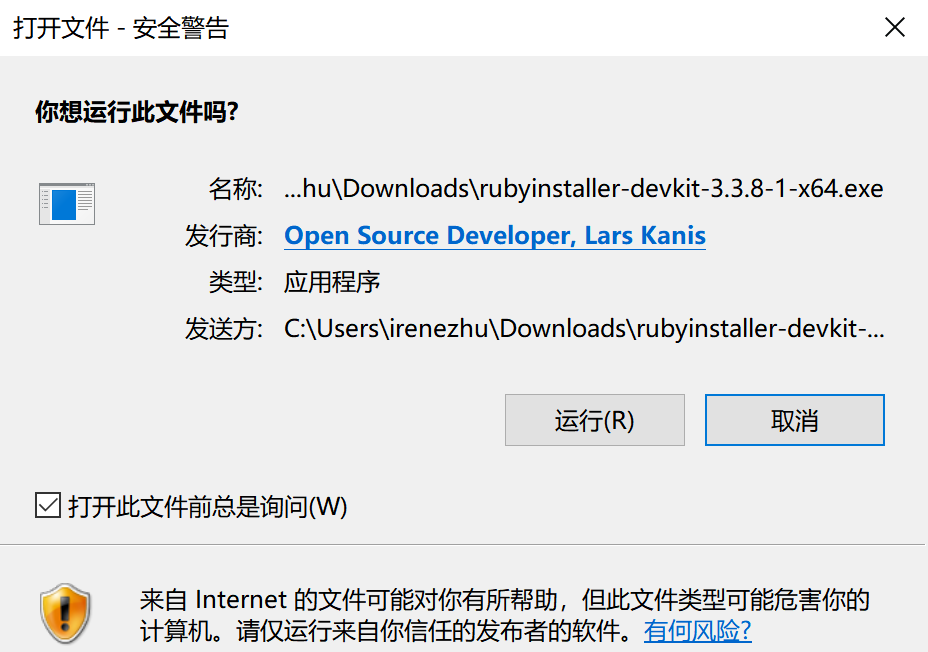 打开文件 - 安全警告
你想运行此文件吗?
名称: ...hu\Downloads\rubyinstaller-devkit-3.3.8-1-x64.exe
发行商: Open Source Developer, Lars Kanis
类型: 应用程序
发送方: C:\Users\irenezhu\Downloads\rubyinstaller-devkit-...
运行(R) 取消
打开此文件前总是询问(W)
来自 Internet 的文件可能对你有所帮助，但此文件类型可能危害你的
计算机。请仅运行来自你信任的发布者的软件。有何风险?